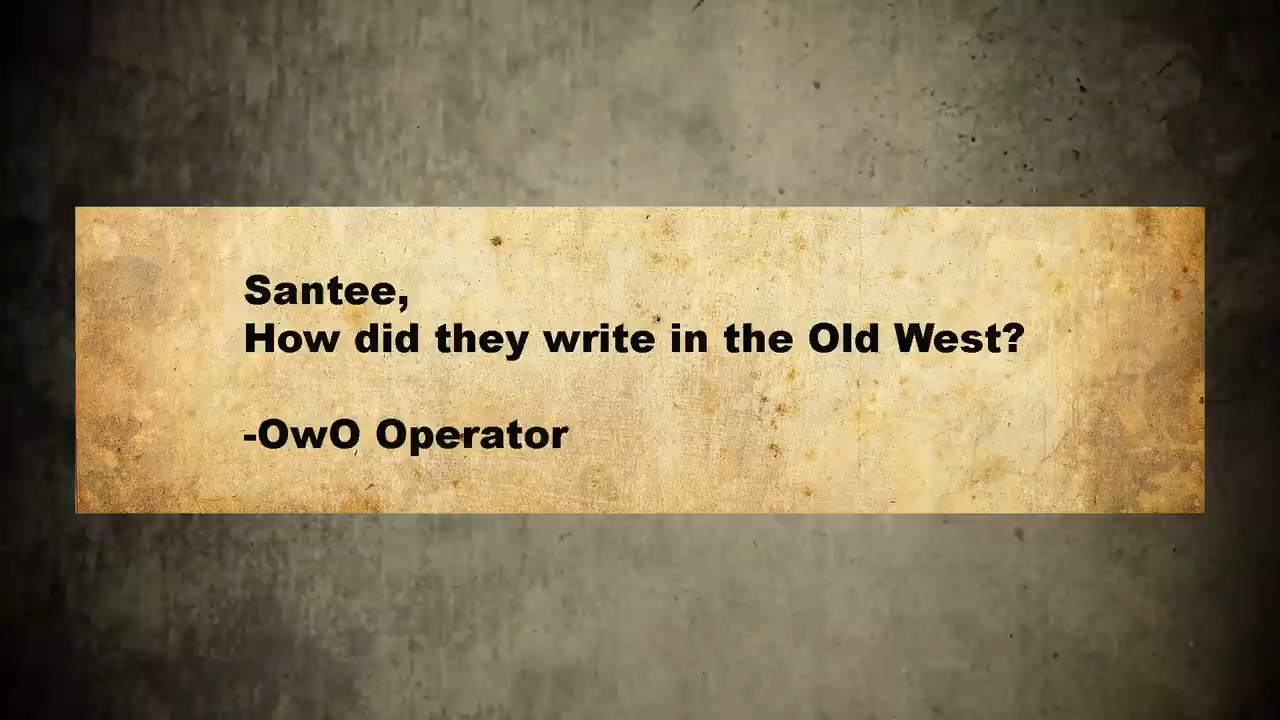 Santee,
How did they write in the Old West?
-OwO Operator